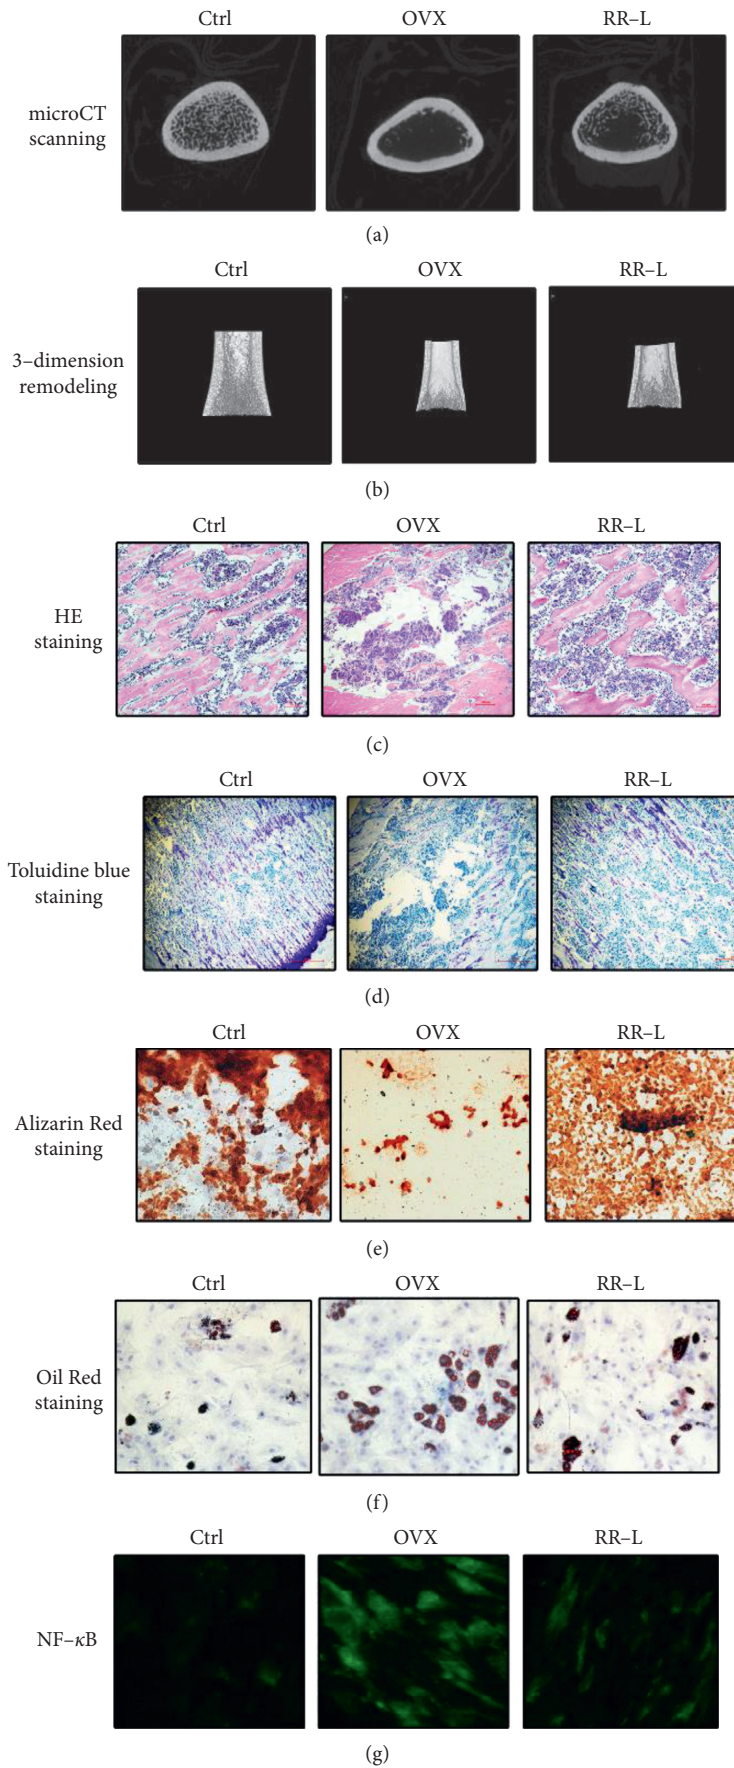 Ctrl OVX RR–L
microCT
scanning
(a)
Ctrl OVX RR–L
3–dimension
remodeling
(b)
Ctrl OVX RR–L
HE
staining
(c)
Ctrl OVX RR–L
Toluidine blue
staining
(d)
Ctrl OVX RR–L
Alizarin Red
staining
(e)
Ctrl OVX RR–L
Oil Red
staining
(f)
Ctrl OVX RR–L
NF–κB
(g)